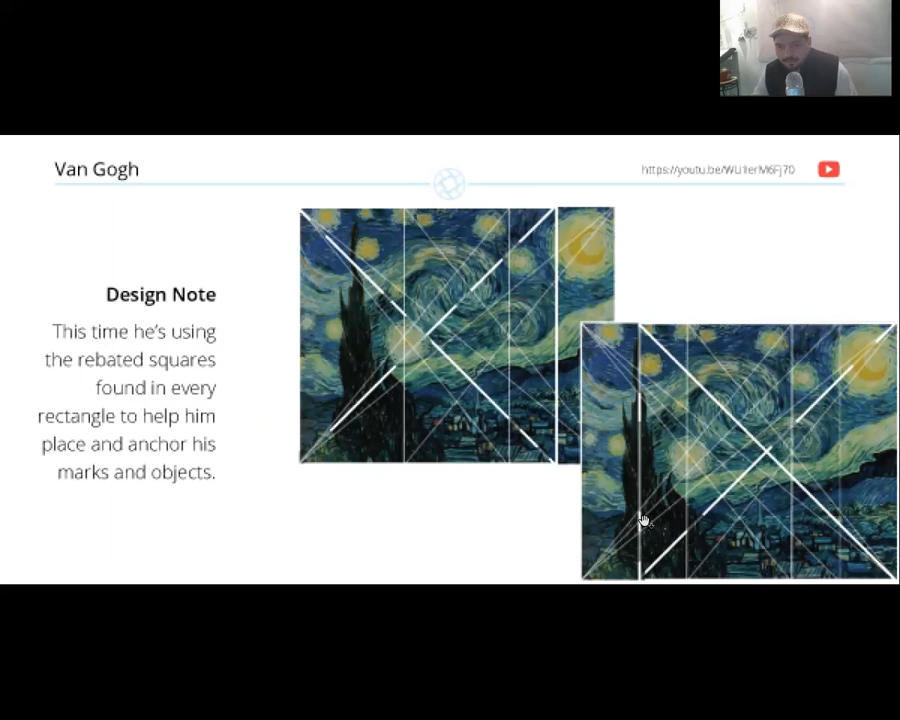 Van Gogh
Design Note
This time he's using
the rebated squares
found in every
rectangle to help him
place and anchor his
marks and objects.